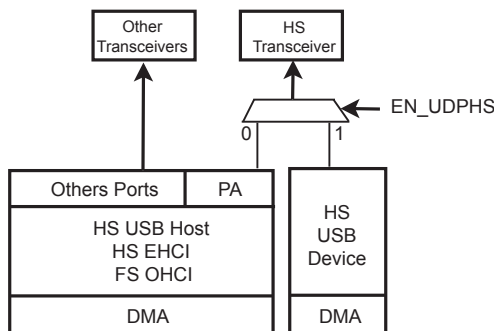 Other
Transceivers
HS
Transceiver
EN_UDPHS
0
1
Others Ports
PA
HS USB Host
HS EHCI
FS OHCI
DMA
HS
USB
Device
DMA